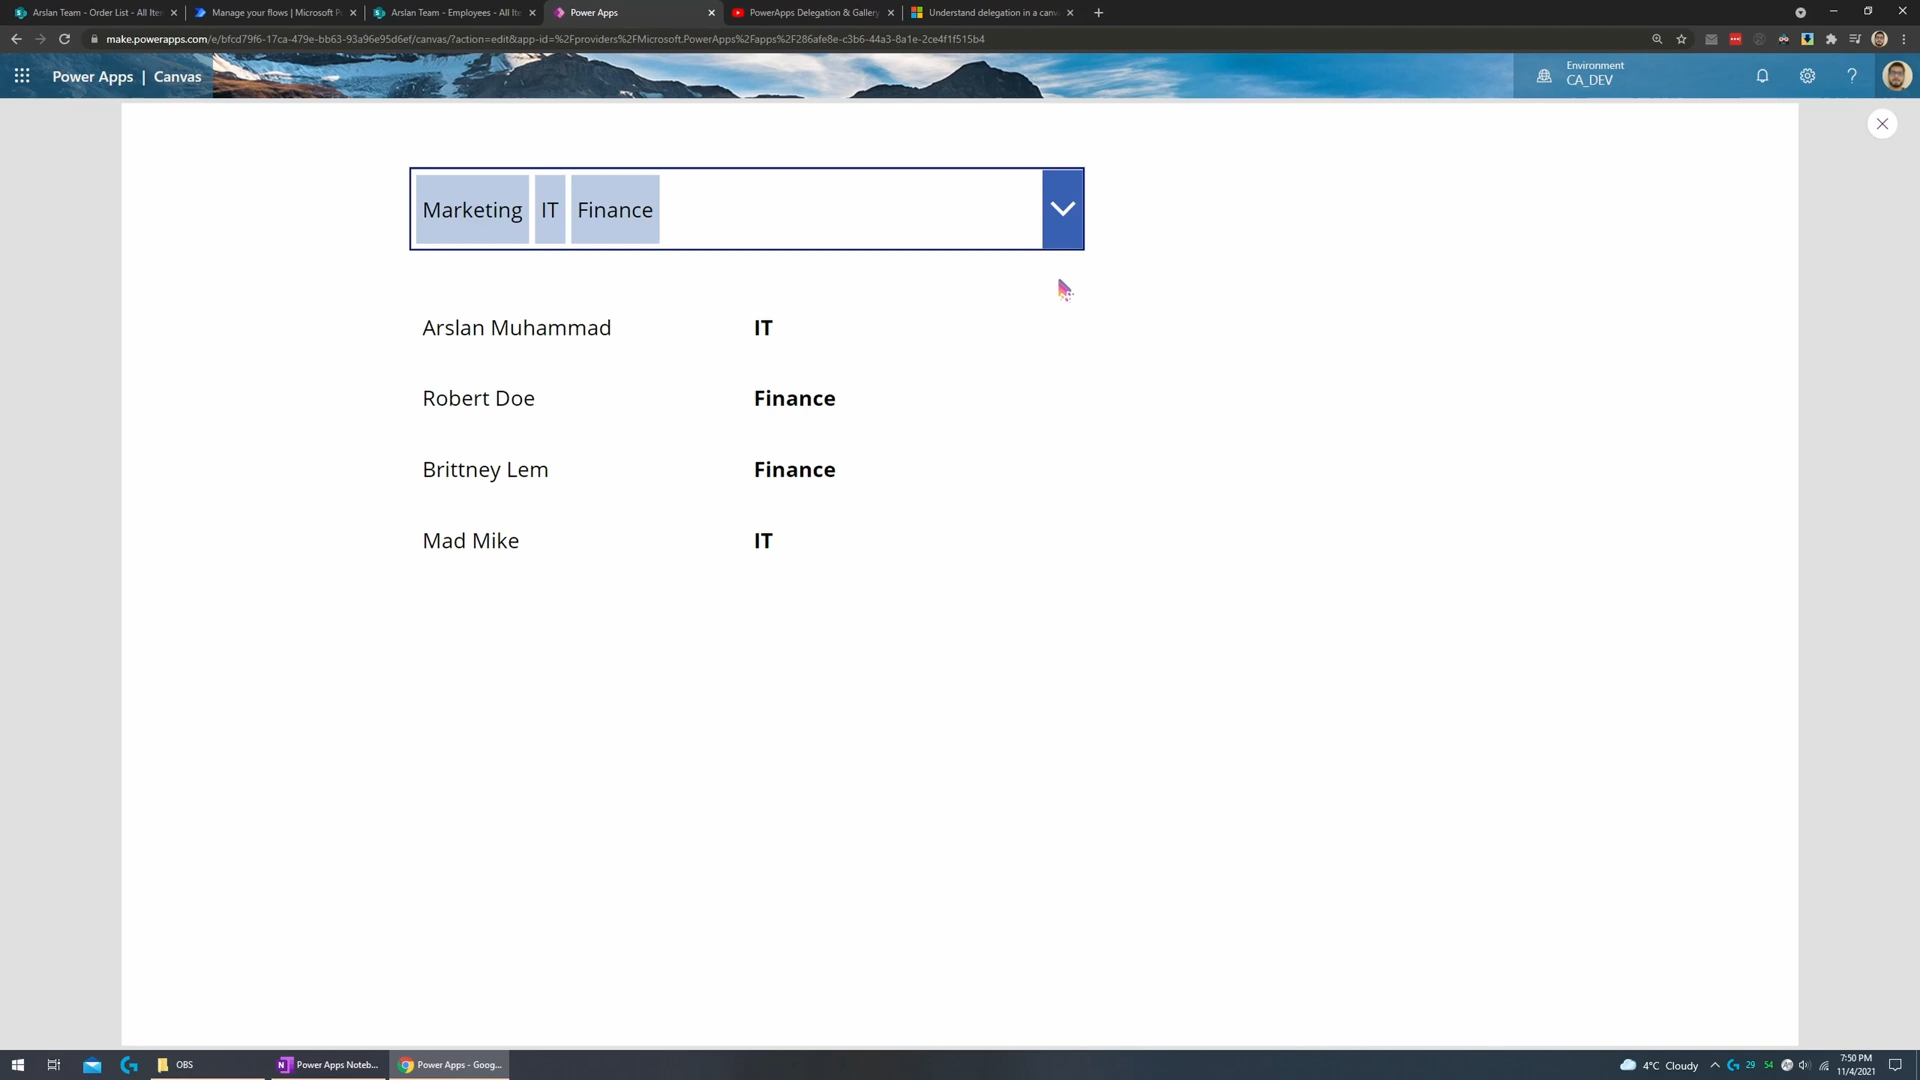 Arslan Team - Order List - All Iter
Manage your flows | Microsoft Po
Arslan Team - Employees - All Ite
Power Apps
PowerApps Delegation & Gallery
Understand delegation in a canv
make.powerapps.com/e/bfcd79f6-17ca-479e-bb63-93a96e95d6ef/canvas/?action=edit&app-id=%2Fproviders%2FMicrosoft.PowerApps%2Fapps%2F286afe8e-c3b6-44a3-8a1e-2ce4f1f515b4
Power Apps | Canvas
Environment
CA_DEV
Marketing IT Finance
Arslan Muhammad IT
Robert Doe Finance
Brittney Lem Finance
Mad Mike IT
OBS
Power Apps Noteb...
Power Apps - Goog...
4°C Cloudy
29 54
7:50 PM
11/4/2021